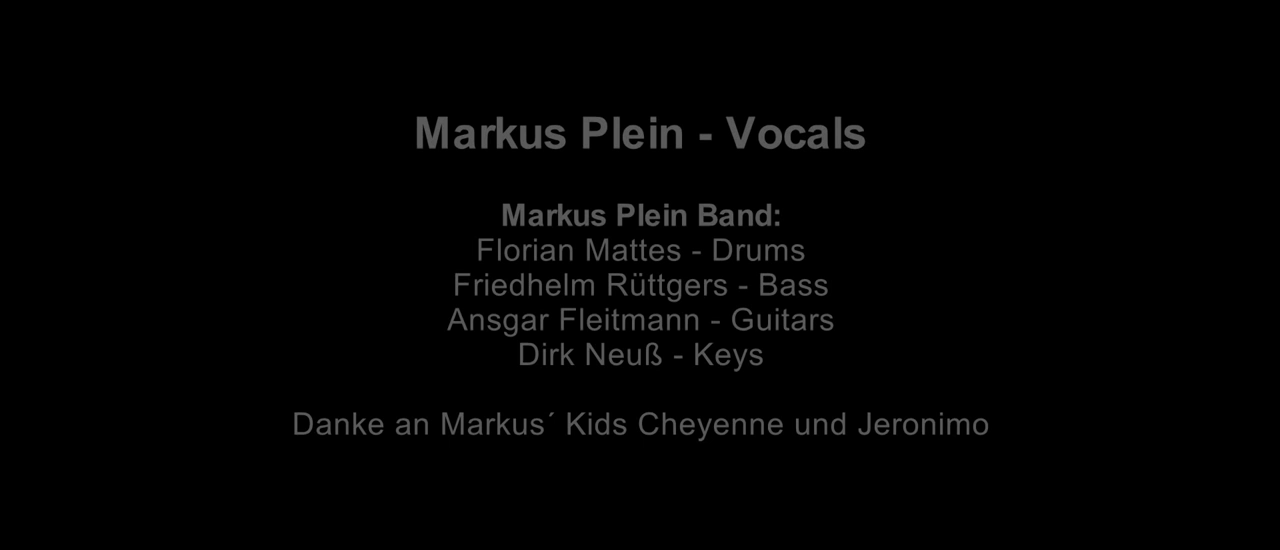 Markus Plein - Vocals
Markus Plein Band:
Florian Mattes - Drums
Friedhelm Rüttgers - Bass
Ansgar Fleitmann - Guitars
Dirk Neuß - Keys
Danke an Markus´ Kids Cheyenne und Jeronimo